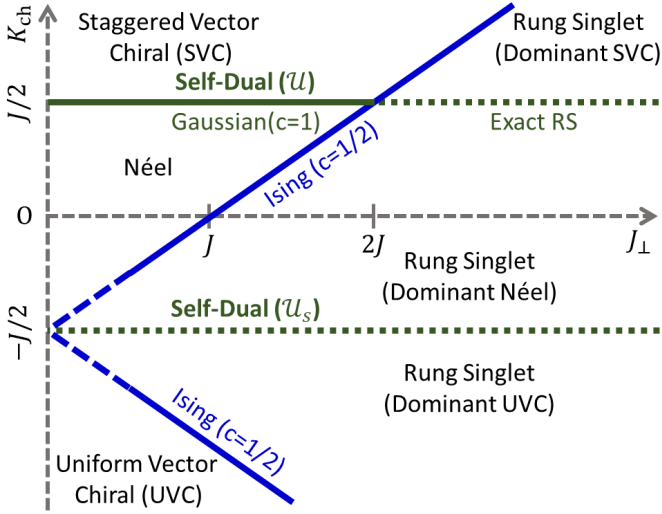 K_ch
Staggered Vector
Chiral (SVC)
Rung Singlet
(Dominant SVC)
Self-Dual (𝒰)
J/2
Gaussian(c=1)
Exact RS
Ising (c=1/2)
Néel
0
J
2J
J_⊥
Rung Singlet
(Dominant Néel)
Self-Dual (𝒰_s)
−J/2
Rung Singlet
(Dominant UVC)
Ising (c=1/2)
Uniform Vector
Chiral (UVC)